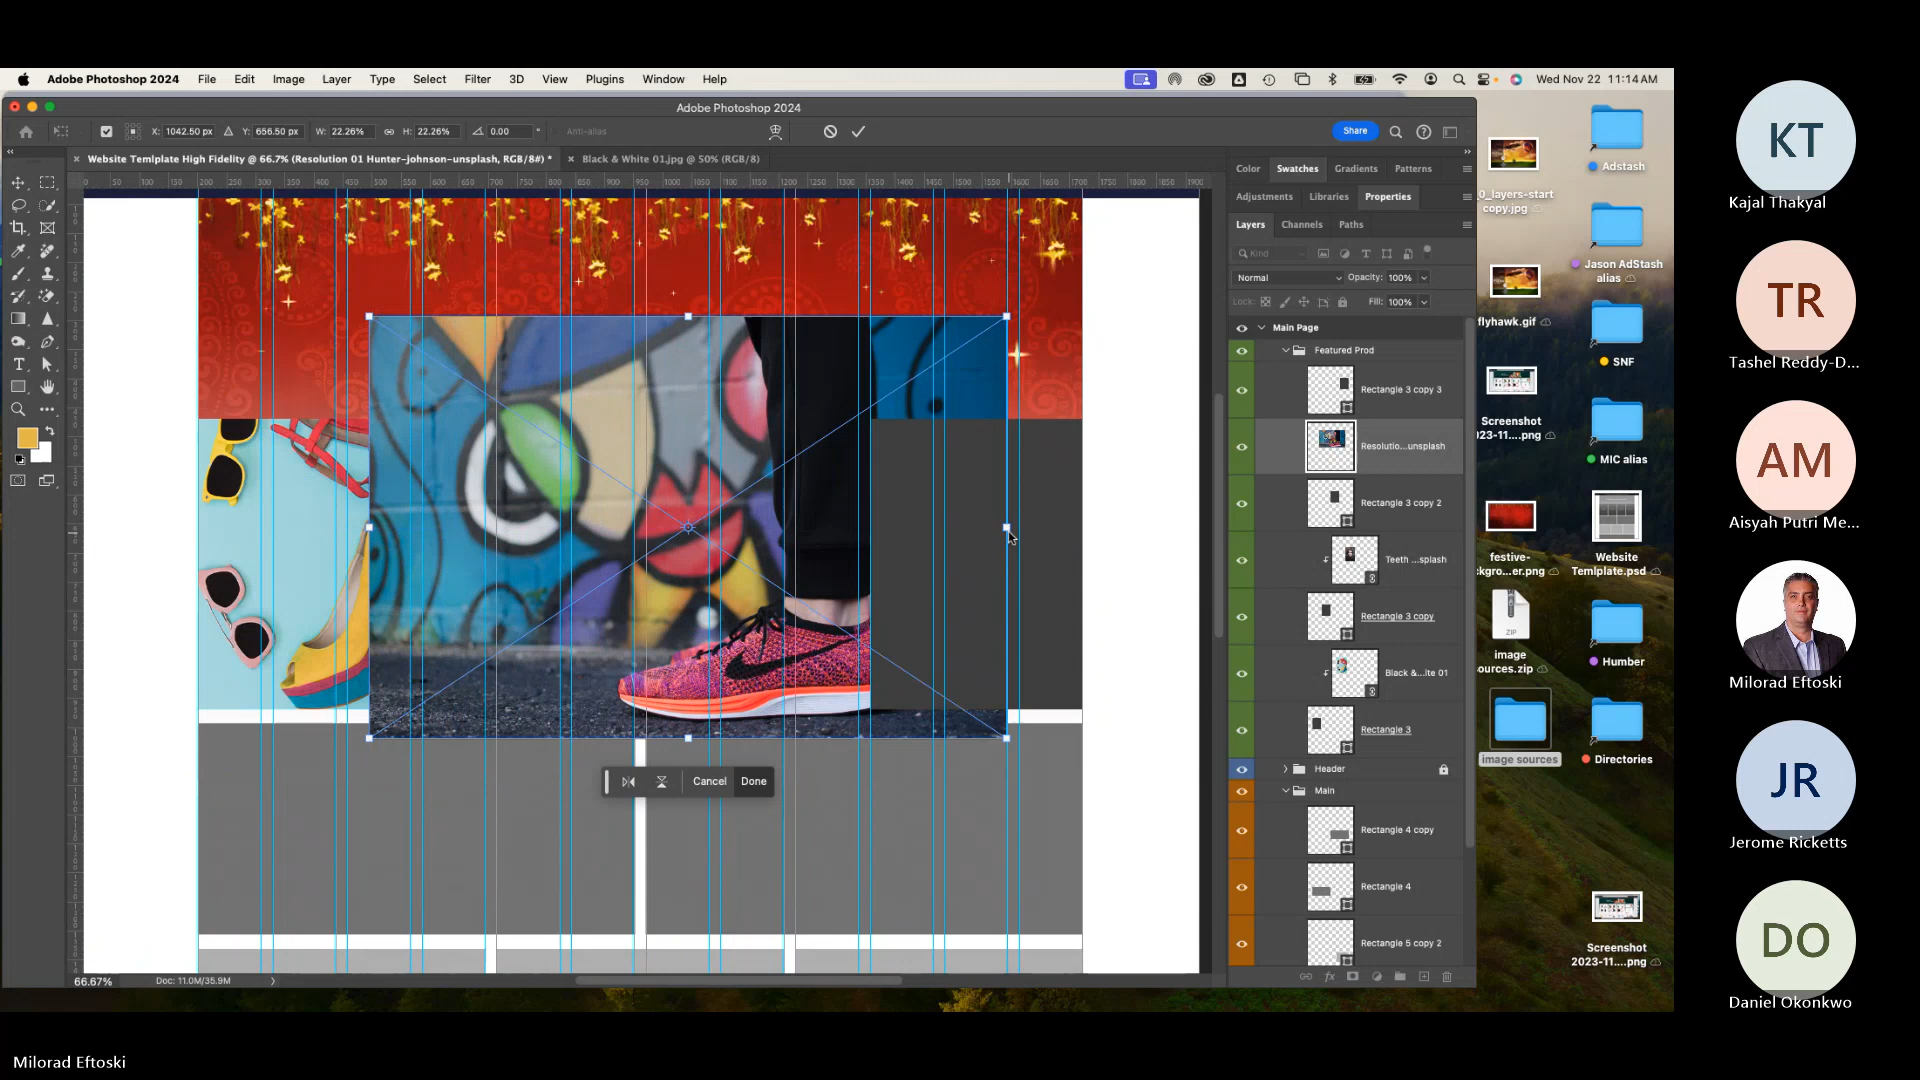 Adobe Photoshop 2024 File Edit Image Layer Type Select Filter 3D View Plugins Window Help
Wed Nov 22 11:14 AM
Adobe Photoshop 2024
X: 1042.50 px Y: 656.50 px W: 22.26% H: 22.26% 0.00 ° Anti-alias
Share
Website Temlplate High Fidelity @ 66.7% (Resolution 01 Hunter-johnson-unsplash, RGB/8#) *
Black & White 01.jpg @ 50% (RGB/8)
Color Swatches Gradients Patterns
Adjustments Libraries Properties
Layers Channels Paths
Kind
Normal Opacity: 100%
Lock: Fill: 100%
Main Page
Featured Prod
Rectangle 3 copy 3
Resolutio...unsplash
Rectangle 3 copy 2
Teeth ...splash
Rectangle 3 copy
Black &...ite 01
Rectangle 3
Header
Main
Rectangle 4 copy
Rectangle 4
Rectangle 5 copy 2
Cancel Done
66.67% Doc: 11.0M/35.9M
_0_layers-start
copy.jpg
flyhawk.gif
Screenshot
023-11....png
festive-
ckgro...er.png
ZIP
image
ources.zip
image sources
Adstash
Jason AdStash
alias
SNF
MIC alias
Website
Temlplate.psd
Humber
Directories
Screenshot
2023-11....png
KT
Kajal Thakyal
TR
Tashel Reddy-D...
AM
Aisyah Putri Me...
Milorad Eftoski
JR
Jerome Ricketts
DO
Daniel Okonkwo
Milorad Eftoski